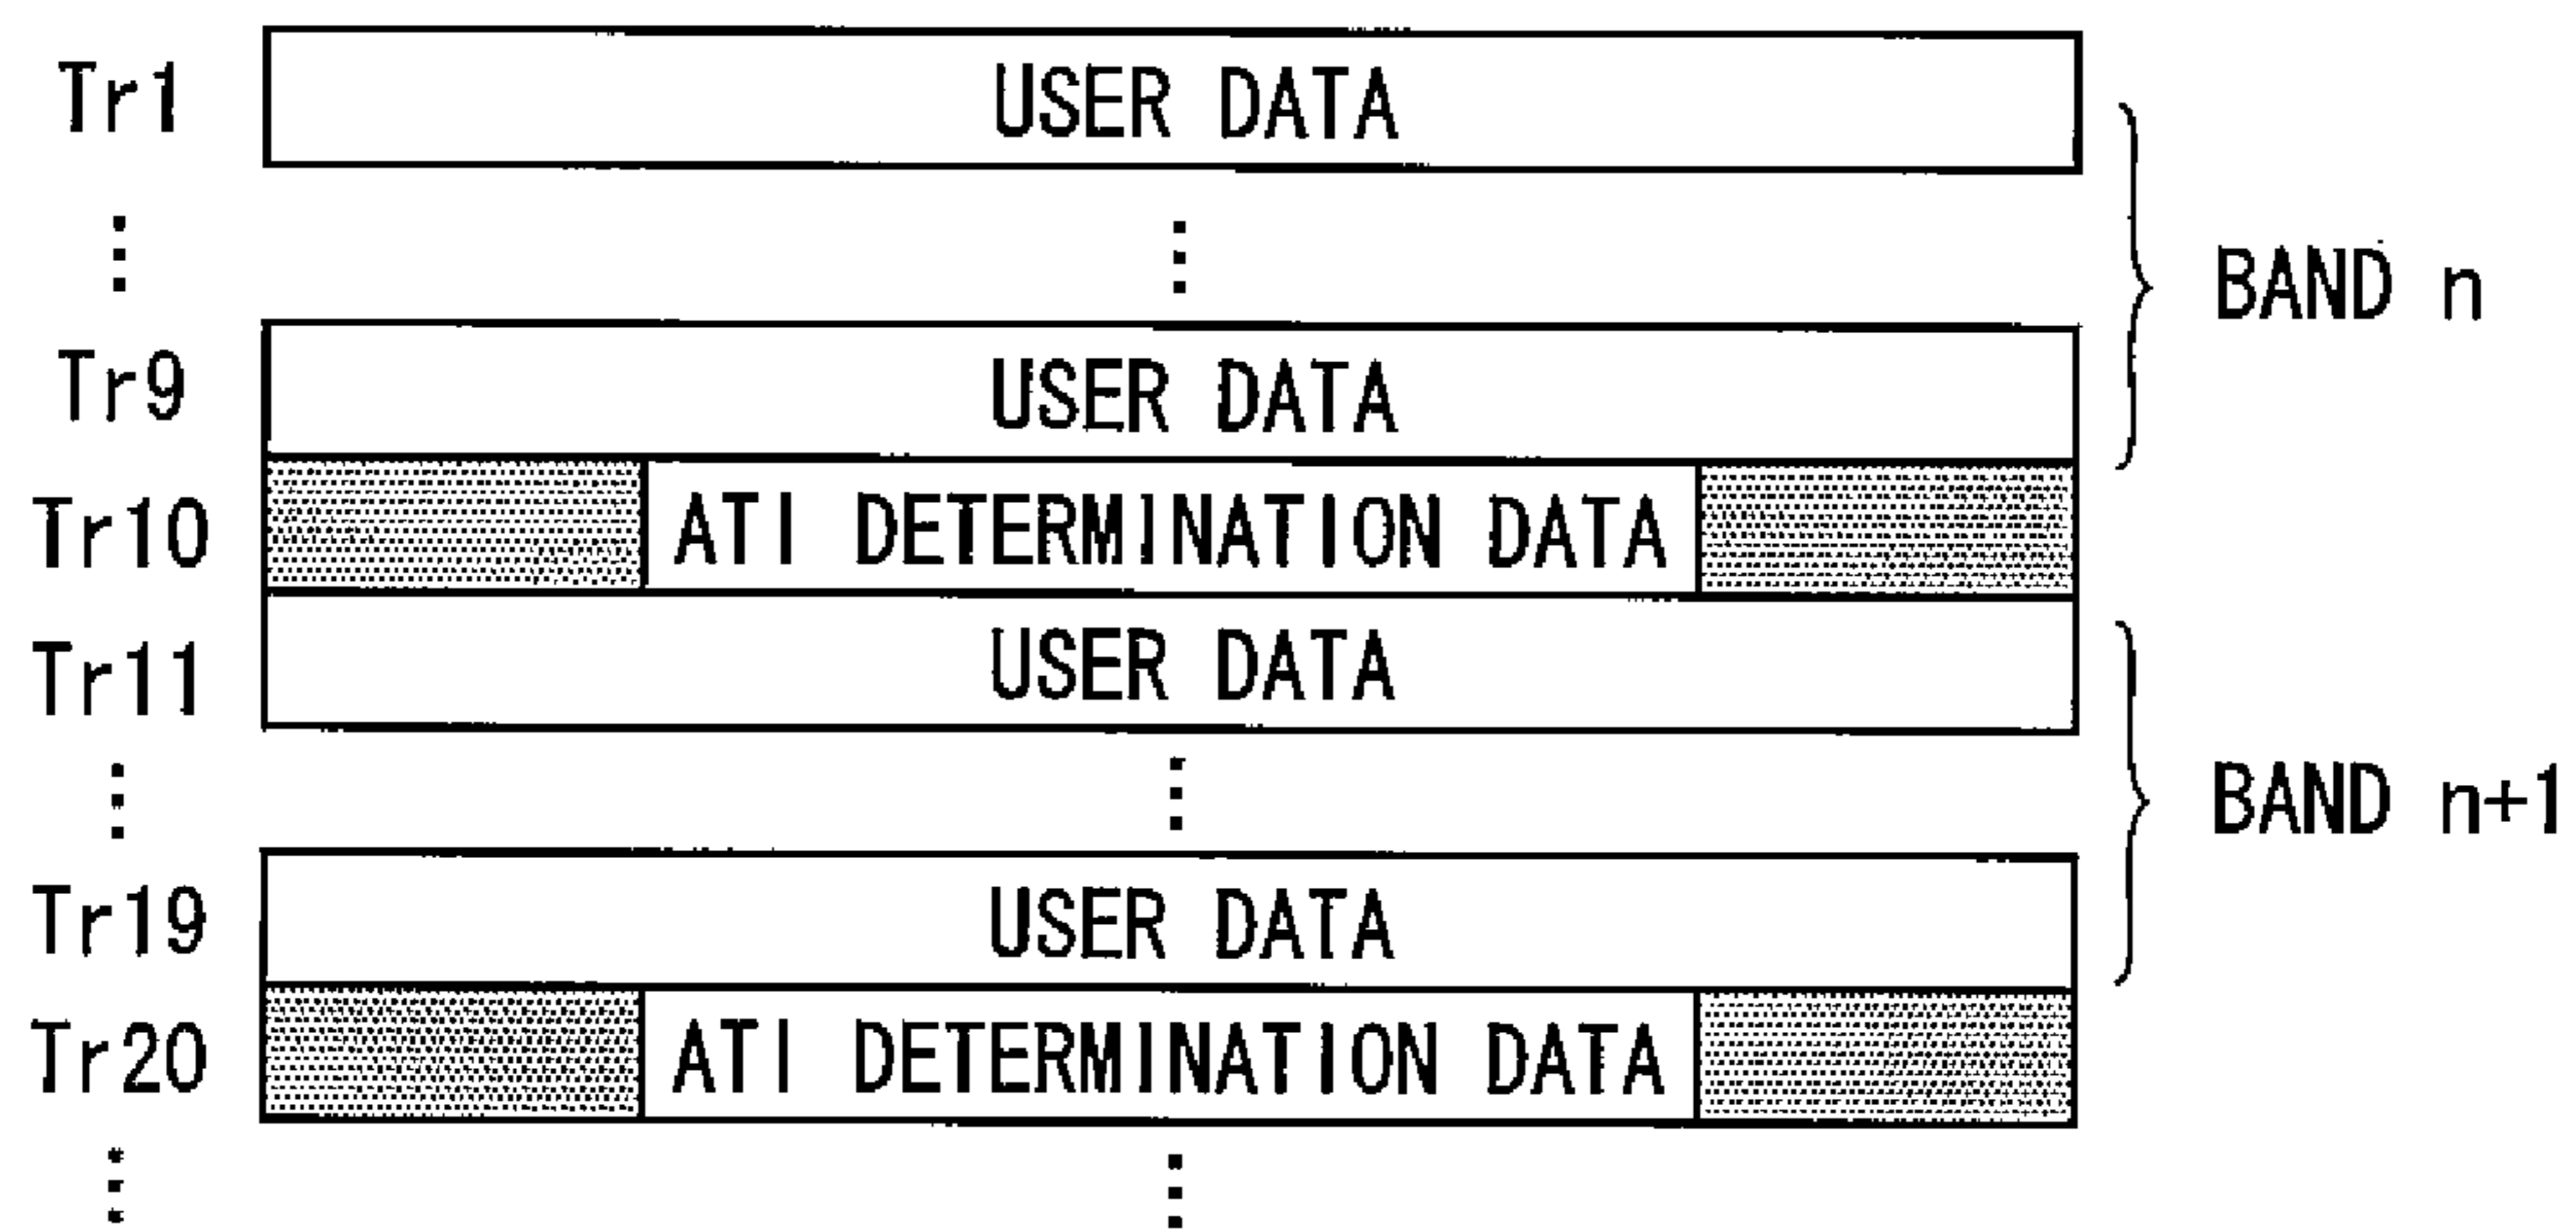 Tr1 USER DATA
⋮ ⋮
BAND n
Tr9 USER DATA
Tr10 ATI DETERMINATION DATA
Tr11 USER DATA
⋮ ⋮
BAND n+1
Tr19 USER DATA
Tr20 ATI DETERMINATION DATA
⋮ ⋮